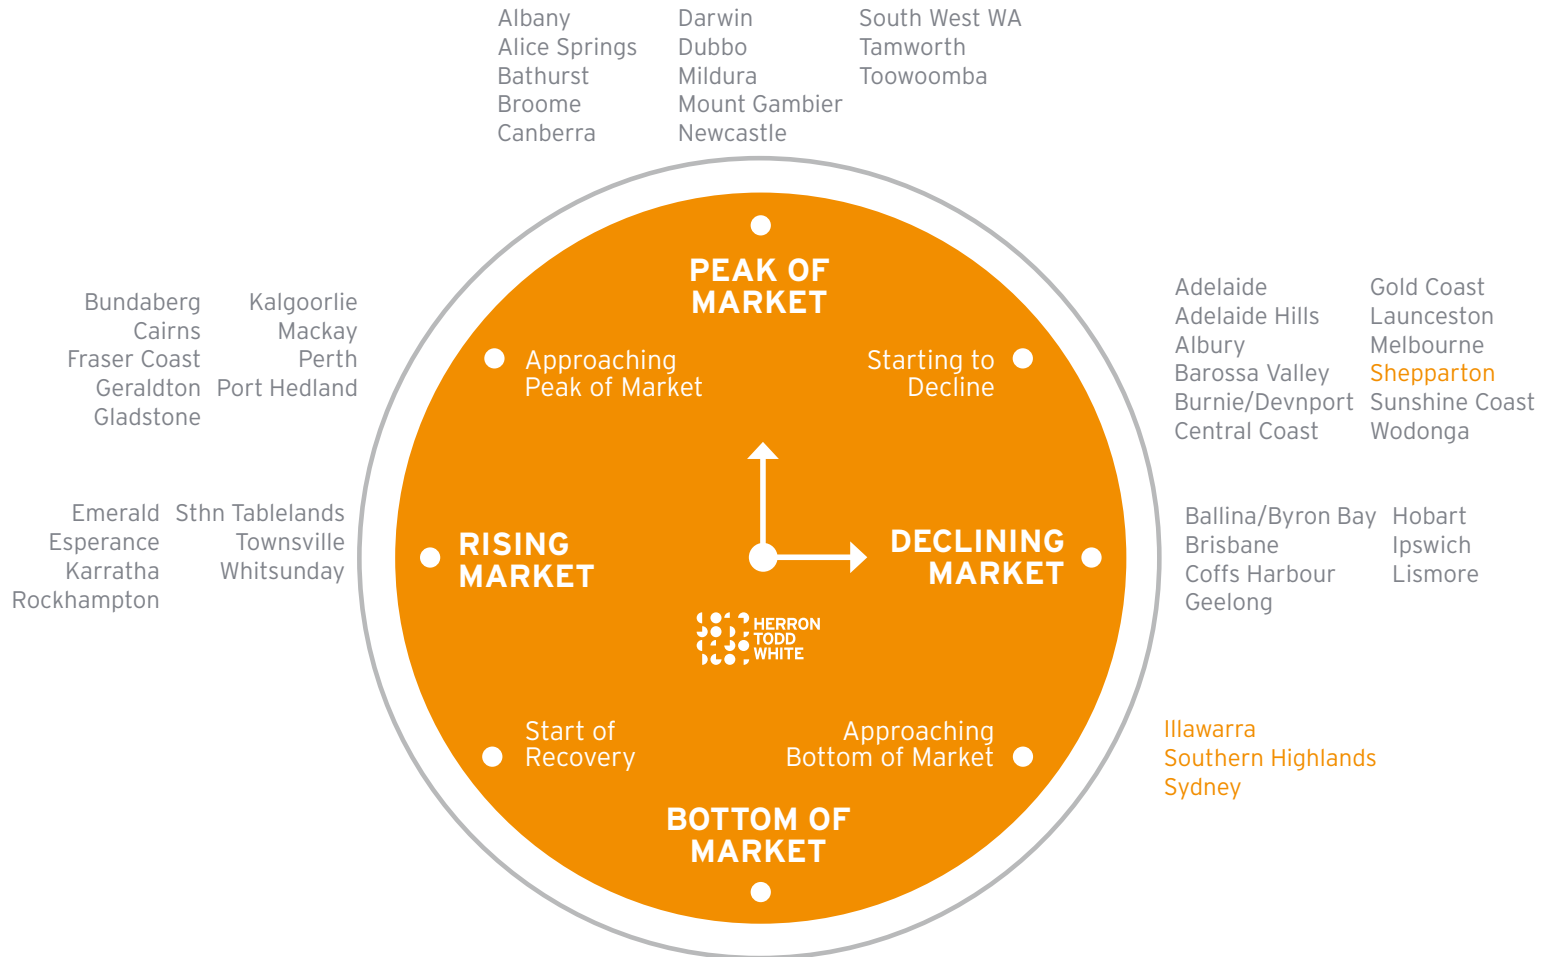 Albany
Alice Springs
Bathurst
Broome
Canberra
Darwin
Dubbo
Mildura
Mount Gambier
Newcastle
South West WA
Tamworth
Toowoomba
PEAK OF
MARKET
Bundaberg
Cairns
Fraser Coast
Geraldton
Gladstone
Kalgoorlie
Mackay
Perth
Port Hedland
Approaching
Peak of Market
Starting to
Decline
Adelaide
Adelaide Hills
Albury
Barossa Valley
Burnie/Devnport
Central Coast
Gold Coast
Launceston
Melbourne
Shepparton
Sunshine Coast
Wodonga
Emerald
Esperance
Karratha
Rockhampton
Sthn Tablelands
Townsville
Whitsunday
RISING
MARKET
DECLINING
MARKET
Ballina/Byron Bay
Brisbane
Coffs Harbour
Geelong
Hobart
Ipswich
Lismore
HERRON
TODD
WHITE
Start of
Recovery
Approaching
Bottom of Market
Illawarra
Southern Highlands
Sydney
BOTTOM OF
MARKET